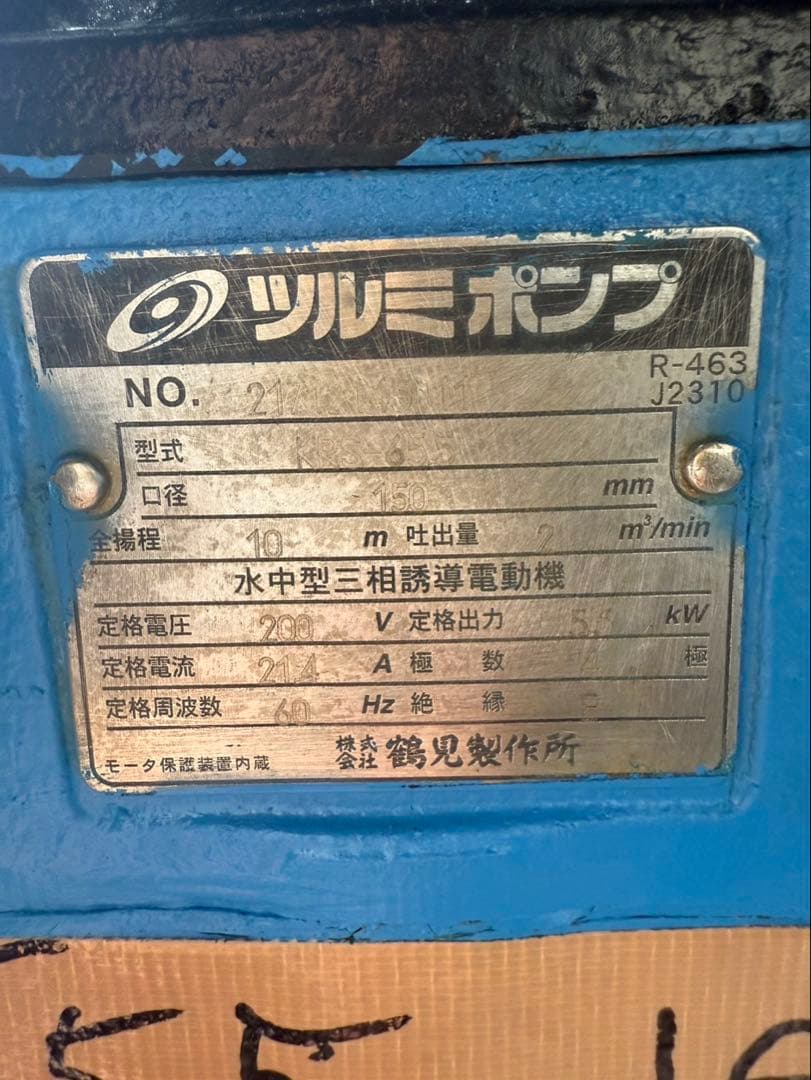 ツルミポンプ
R-463
NO. J2310
型式
口径 150 mm
全揚程 10 m 吐出量 2 m³/min
水中型三相誘導電動機
定格電圧 200 V 定格出力 kW
定格電流 21.4 A 極数 極
定格周波数 60 Hz 絶縁
モータ保護装置内蔵 株式会社 鶴見製作所